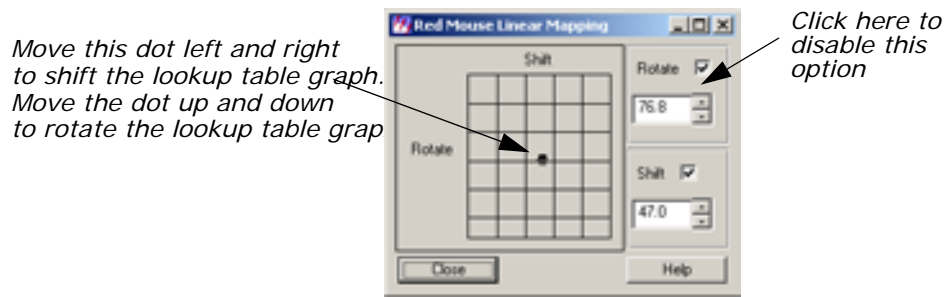 Move this dot left and right
to shift the lookup table graph.
Move the dot up and down
to rotate the lookup table grap
Red Mouse Linear Mapping
Click here to
disable this
option
Shift
Rotate
Rotate
76.8
Shift
47.0
Close
Help